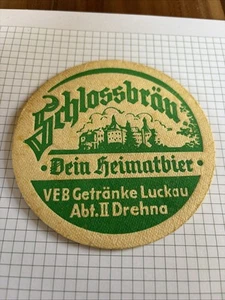 Schlossbräu
· Dein Heimatbier ·
VEB Getränke Luckau
Abt. II Drehna